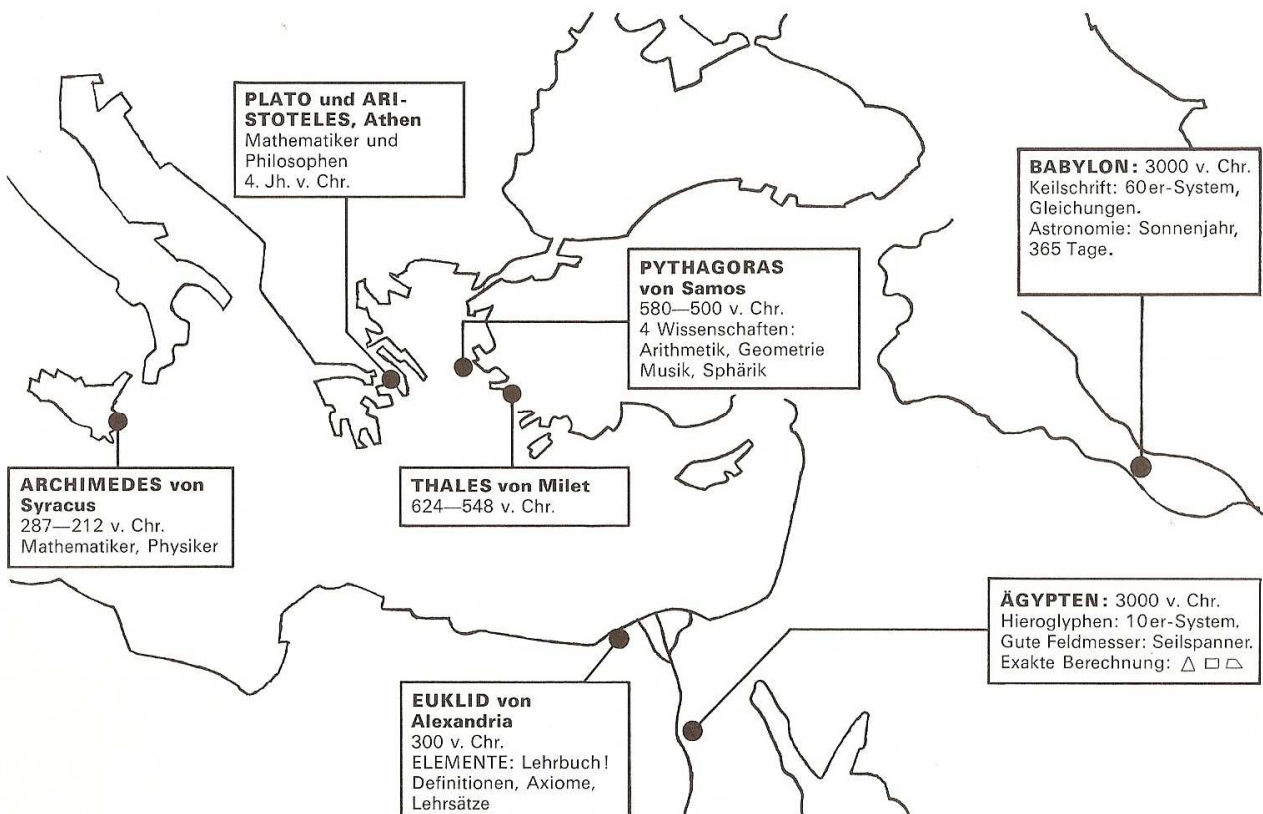 PLATO und ARI-
STOTELES, Athen
Mathematiker und
Philosophen
4. Jh. v. Chr.
BABYLON: 3000 v. Chr.
Keilschrift: 60er-System,
Gleichungen.
Astronomie: Sonnenjahr,
365 Tage.
PYTHAGORAS
von Samos
580—500 v. Chr.
4 Wissenschaften:
Arithmetik, Geometrie
Musik, Sphärik
ARCHIMEDES von
Syracus
287—212 v. Chr.
Mathematiker, Physiker
THALES von Milet
624—548 v. Chr.
ÄGYPTEN: 3000 v. Chr.
Hieroglyphen: 10er-System.
Gute Feldmesser: Seilspanner.
Exakte Berechnung:
EUKLID von
Alexandria
300 v. Chr.
ELEMENTE: Lehrbuch!
Definitionen, Axiome,
Lehrsätze